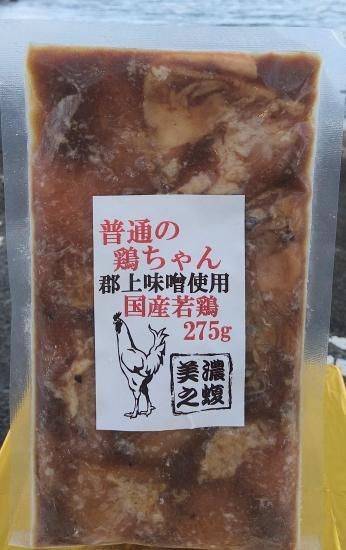 普通の
鶏ちゃん
郡上味噌使用
国産若鶏
275g
美濃
之蝮